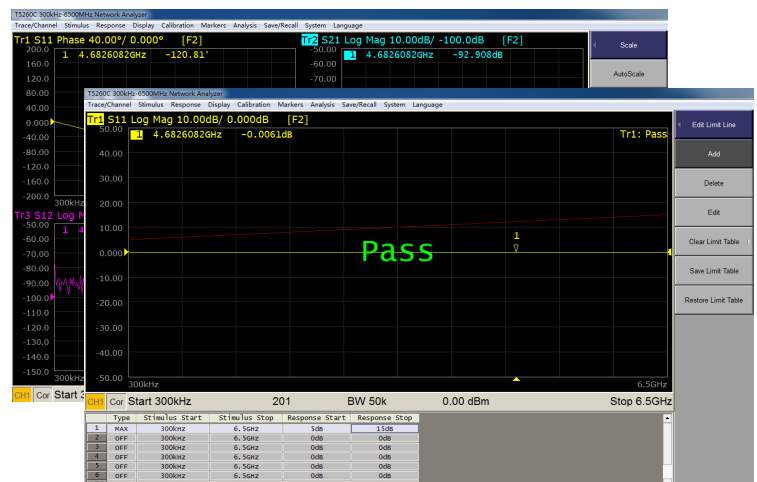 T5260C 300kHz-6500MHz Network Analyzer
Trace/Channel Stimulus Response Display Calibration Markers Analysis Save/Recall System Language
Tr1 S11 Phase 40.00°/ 0.000° [F2]
200.0
1 4.6826082GHz -120.81'
160.0
120.0
80.00
40.00
0.000
-40.00
-80.00
-120.0
-160.0
-200.0
300kHz
Tr2 S21 Log Mag 10.00dB/ -100.0dB [F2]
-50.00
1 4.6826082GHz -92.908dB
-60.00
-70.00
Scale
AutoScale
Tr3 S12 Log M
-50.00
1 4
-60.00
-70.00
-80.00
-90.00
-100.0
-110.0
-120.0
-130.0
-140.0
-150.0
300kHz
CH1 Cor Start 3
T5260C 300kHz-6500MHz Network Analyzer
Trace/Channel Stimulus Response Display Calibration Markers Analysis Save/Recall System Language
Tr1 S11 Log Mag 10.00dB/ 0.000dB [F2]
50.00
1 4.6826082GHz -0.0061dB
Tr1: Pass
40.00
30.00
20.00
10.00
1
Pass
0.000
-10.00
-20.00
-30.00
-40.00
-50.00
300kHz 6.5GHz
CH1 Cor Start 300kHz 201 BW 50k 0.00 dBm Stop 6.5GHz
Edit Limit Line
Add
Delete
Edit
Clear Limit Table
Save Limit Table
Restore Limit Table
Type Stimulus Start Stimulus Stop Response Start Response Stop
1 MAX 300kHz 6.5GHz 5dB 15dB
2 OFF 300kHz 6.5GHz 0dB 0dB
3 OFF 300kHz 6.5GHz 0dB 0dB
4 OFF 300kHz 6.5GHz 0dB 0dB
5 OFF 300kHz 6.5GHz 0dB 0dB
6 OFF 300kHz 6.5GHz 0dB 0dB